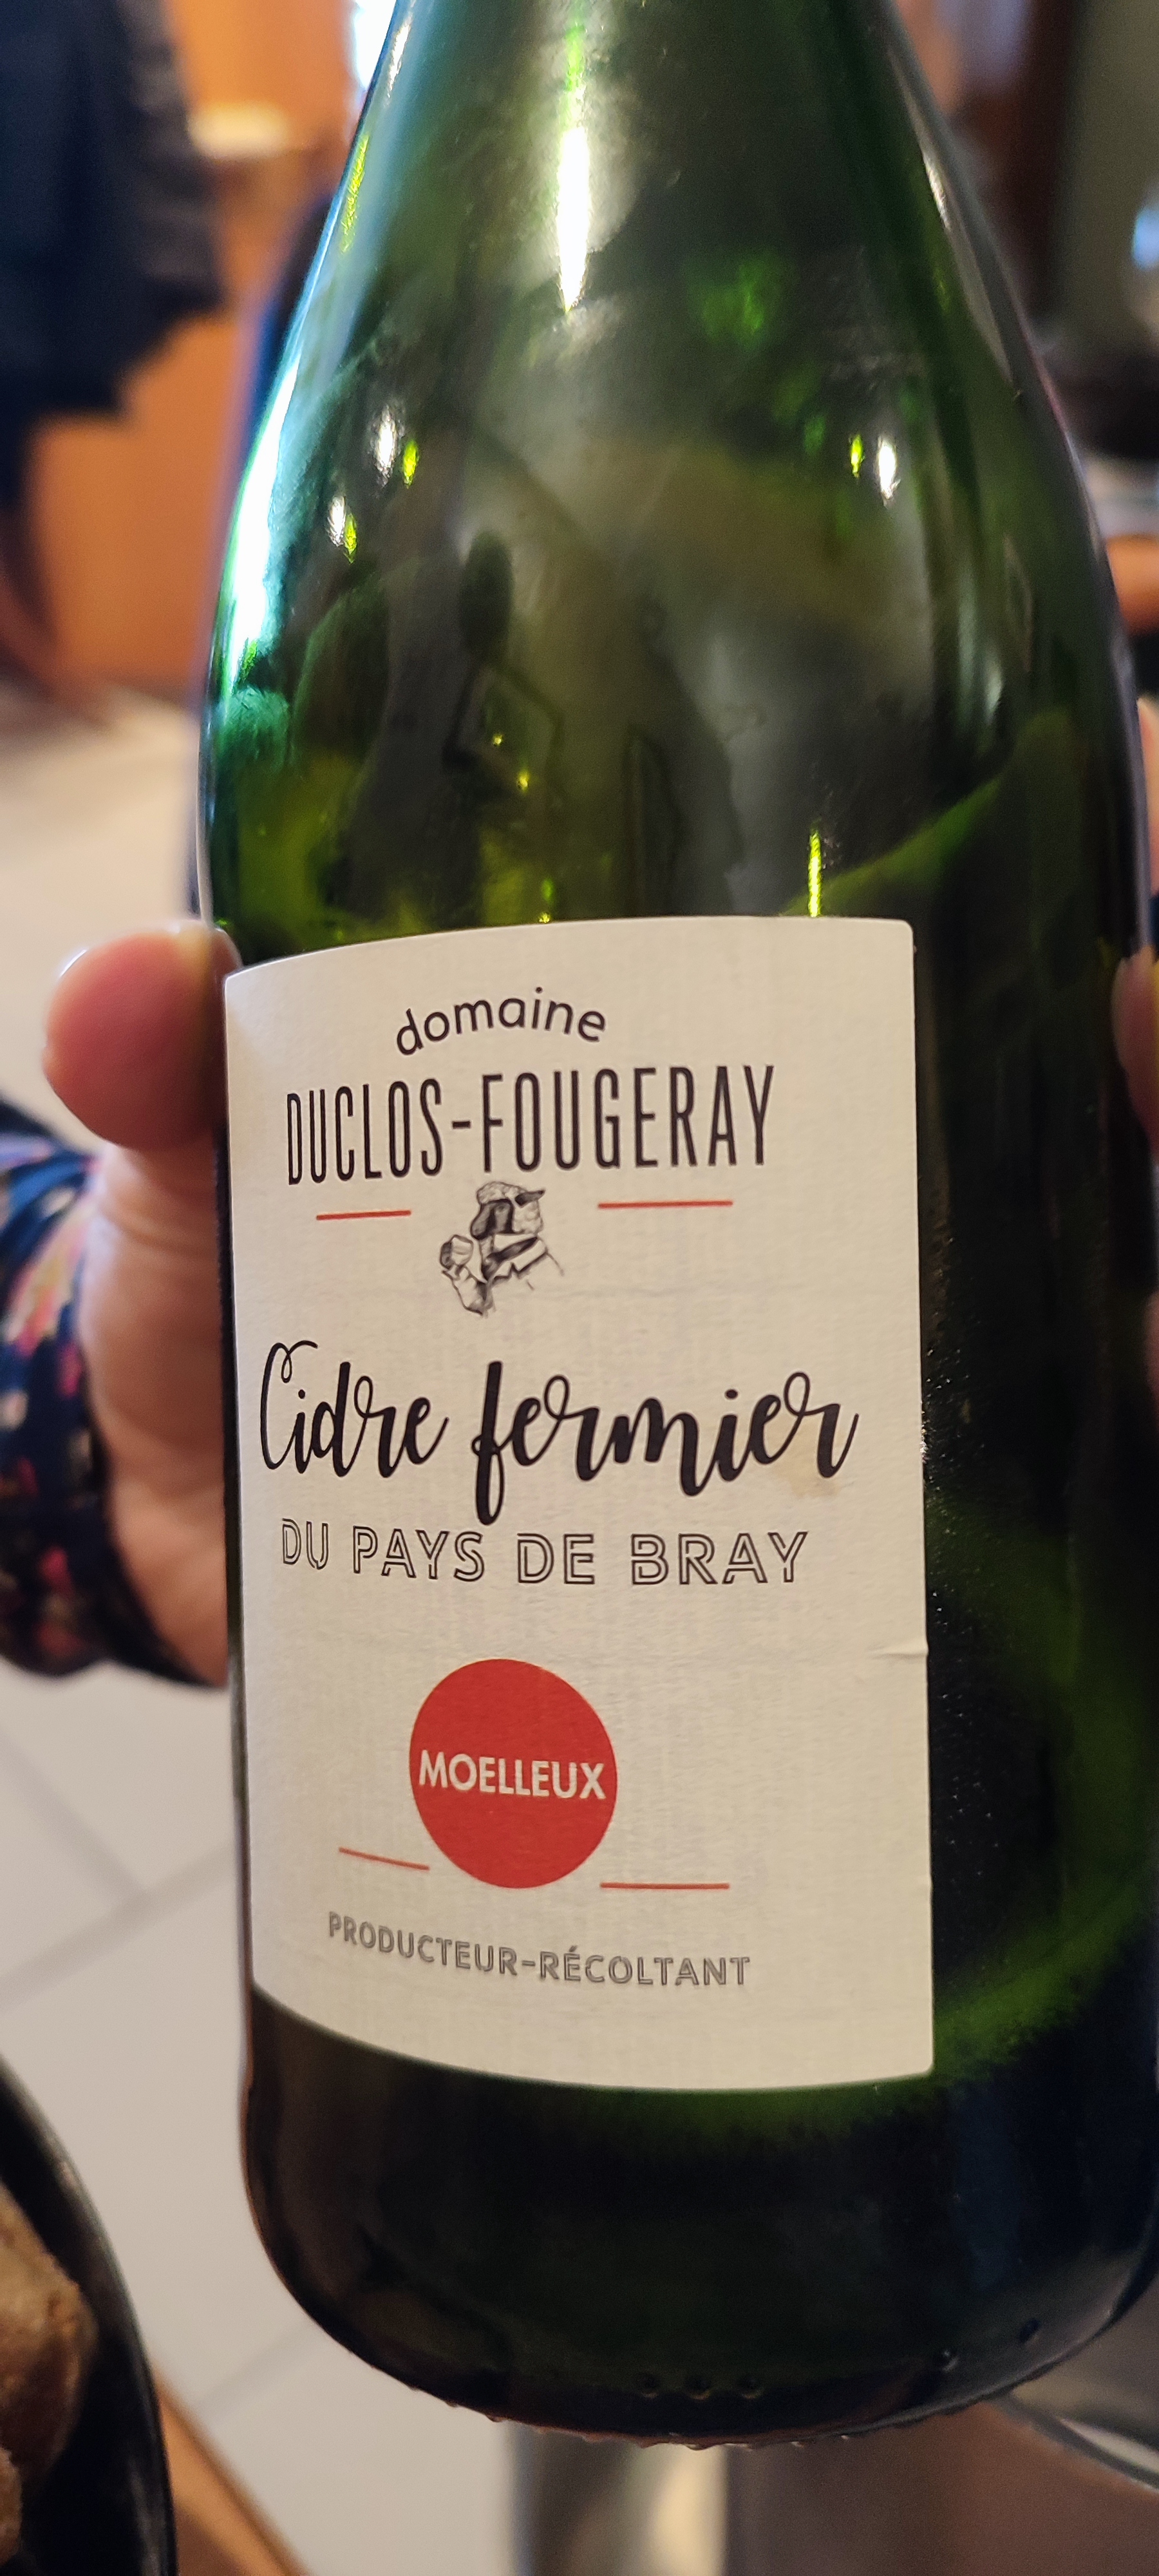 domaine
DUCLOS-FOUGERAY
Cidre fermier
DU PAYS DE BRAY
MOELLEUX
PRODUCTEUR-RÉCOLTANT